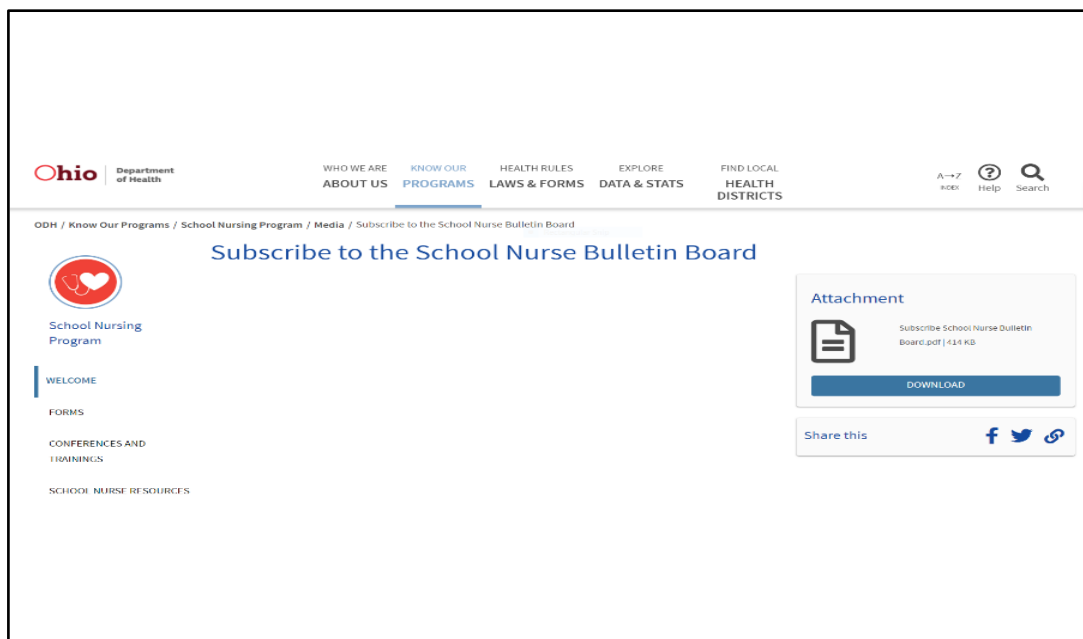 Ohio
Department
of Health
WHO WE ARE
ABOUT US
KNOW OUR
PROGRAMS
HEALTH RULES
LAWS & FORMS
EXPLORE
DATA & STATS
FIND LOCAL
HEALTH
DISTRICTS
A→Z
INDEX
Help
Search
ODH / Know Our Programs / School Nursing Program / Media / Subscribe to the School Nurse Bulletin Board
Subscribe to the School Nurse Bulletin Board
School Nursing
Program
WELCOME
FORMS
CONFERENCES AND
TRAININGS
SCHOOL NURSE RESOURCES
Attachment
Subscribe School Nurse Bulletin
Board.pdf | 414 KB
DOWNLOAD
Share this